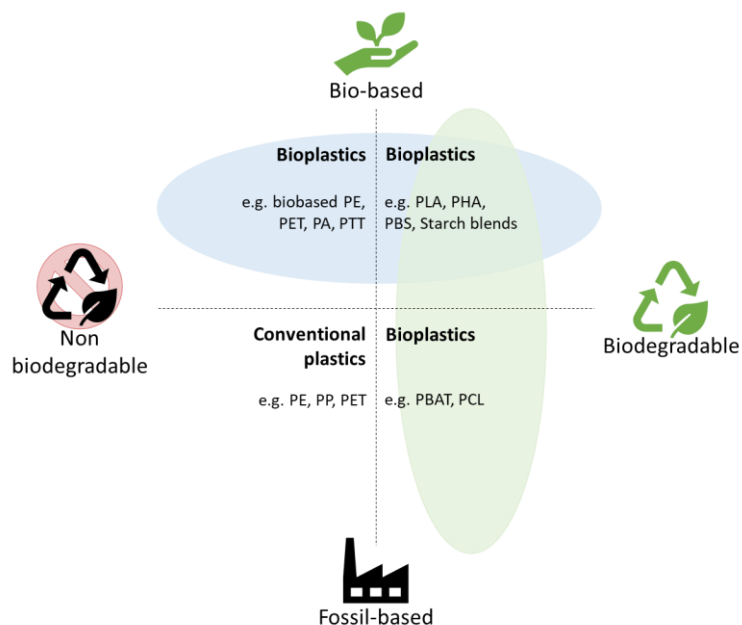 Bio-based
Bioplastics
e.g. biobased PE,
PET, PA, PTT
Bioplastics
e.g. PLA, PHA,
PBS, Starch blends
Non
biodegradable
Biodegradable
Conventional
plastics
e.g. PE, PP, PET
Bioplastics
e.g. PBAT, PCL
Fossil-based